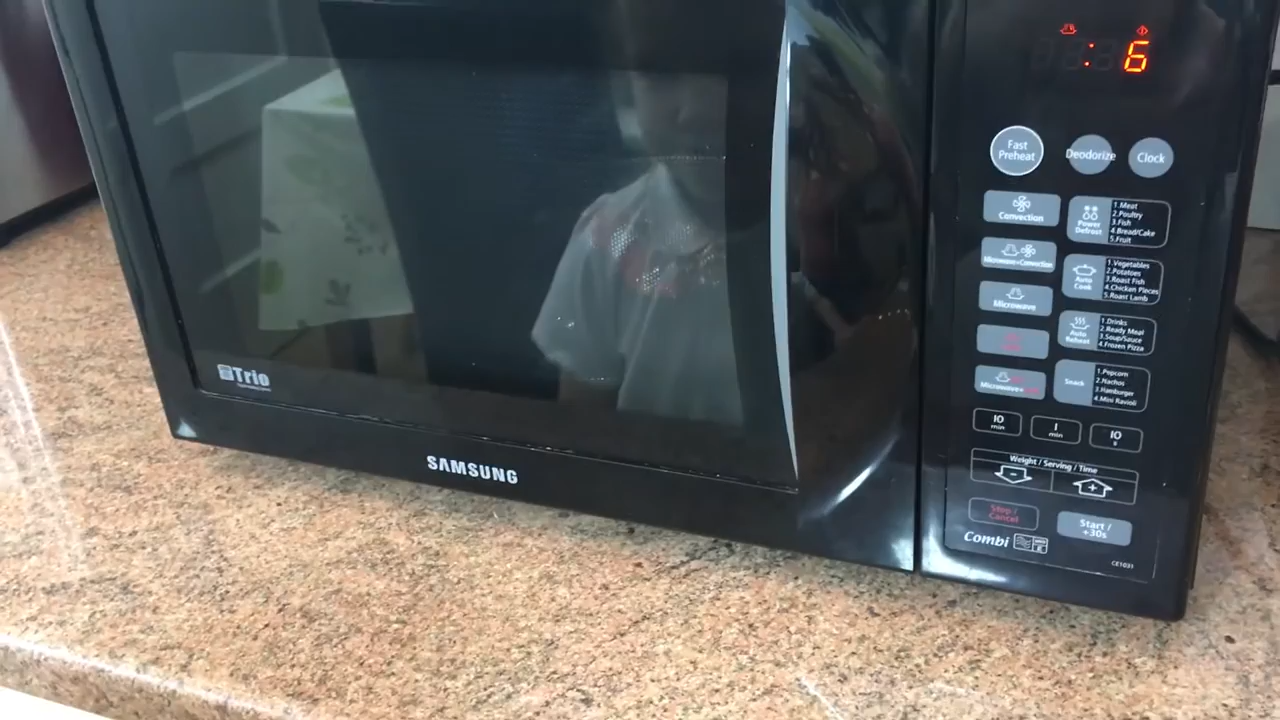 : 6
Fast
Preheat
Deodorize
Clock
Convection
Power
Defrost
1.Meat
2.Poultry
3.Fish
4.Bread/Cake
5.Fruit
Microwave+Convection
Auto
Cook
1.Vegetables
2.Potatoes
3.Roast Fish
4.Chicken Pieces
5.Roast Lamb
Microwave
Auto
Reheat
1.Drinks
2.Ready Meal
3.Soup/Sauce
4.Frozen Pizza
Microwave+
Snack
1.Popcorn
2.Nachos
3.Hamburger
4.Mini Ravioli
10
min
1
min
10
s
Weight / Serving / Time
-
+
Stop /
Cancel
Start /
+30s
Combi
CE1031
Trio
SAMSUNG